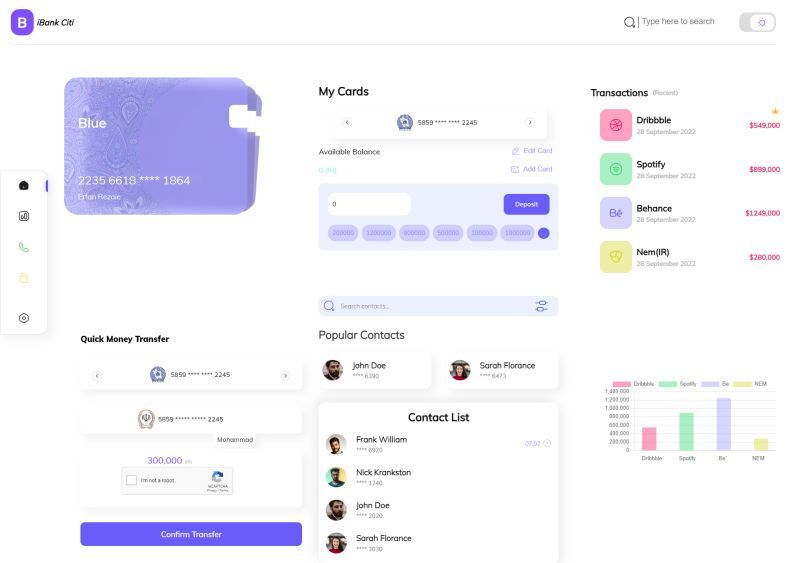 B
iBank Citi
Type here to search
Blue
2235 6618 **** 1864
Erfan Rezaie
My Cards
5859 **** **** 2245
Available Balance
Edit Card
0 (IR)
Add Card
0
Deposit
200000 1200000 600000 500000 100000 1800000
Transactions (Recent)
Dribbble
28 September 2022
$549,000
Spotify
28 September 2022
$899,000
Bē
Behance
28 September 2022
$1249,000
Nem(IR)
28 September 2022
$280,000
Search contacts...
Popular Contacts
John Doe
**** 6390
Sarah Florance
**** 6473
Quick Money Transfer
5859 **** **** 2245
5859 ***** ***** 2245
Mohammad
300,000 (IR)
I'm not a robot
reCAPTCHA
Privacy - Terms
Confirm Transfer
Contact List
Frank William
**** 6920
07:07
Nick Krankston
**** 1240
John Doe
**** 2020
Sarah Florance
**** 3030
Dribbble Spotify Be NEM
1,400,000
1,200,000
1,000,000
800,000
600,000
400,000
200,000
0
Dribbble Spotify Be` NEM